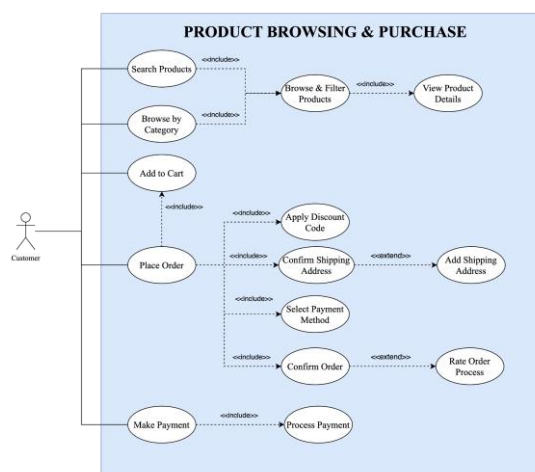 PRODUCT BROWSING & PURCHASE
Search Products
<<include>>
Browse & Filter
Products
<<include>>
View Product
Details
Browse by
Category
<<include>>
Add to Cart
<<include>>
Customer
Place Order
<<include>>
Apply Discount
Code
<<include>>
Confirm Shipping
Address
<<extend>>
Add Shipping
Address
<<include>>
Select Payment
Method
<<include>>
Confirm Order
<<extend>>
Rate Order
Process
Make Payment
<<include>>
Process Payment